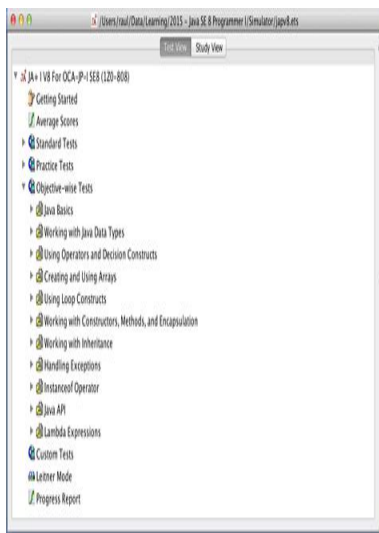 /Users/raul/Data/Learning/2015 - Java SE 8 Programmer I/Simulator/japv8.ets
Test View Study View
JA+ I V8 For OCA-JP-I SE8 (1Z0-808)
Getting Started
Average Scores
Standard Tests
Practice Tests
Objective-wise Tests
Java Basics
Working with Java Data Types
Using Operators and Decision Constructs
Creating and Using Arrays
Using Loop Constructs
Working with Constructors, Methods, and Encapsulation
Working with Inheritance
Handling Exceptions
Instanceof Operator
Java API
Lambda Expressions
Custom Tests
Leitner Mode
Progress Report